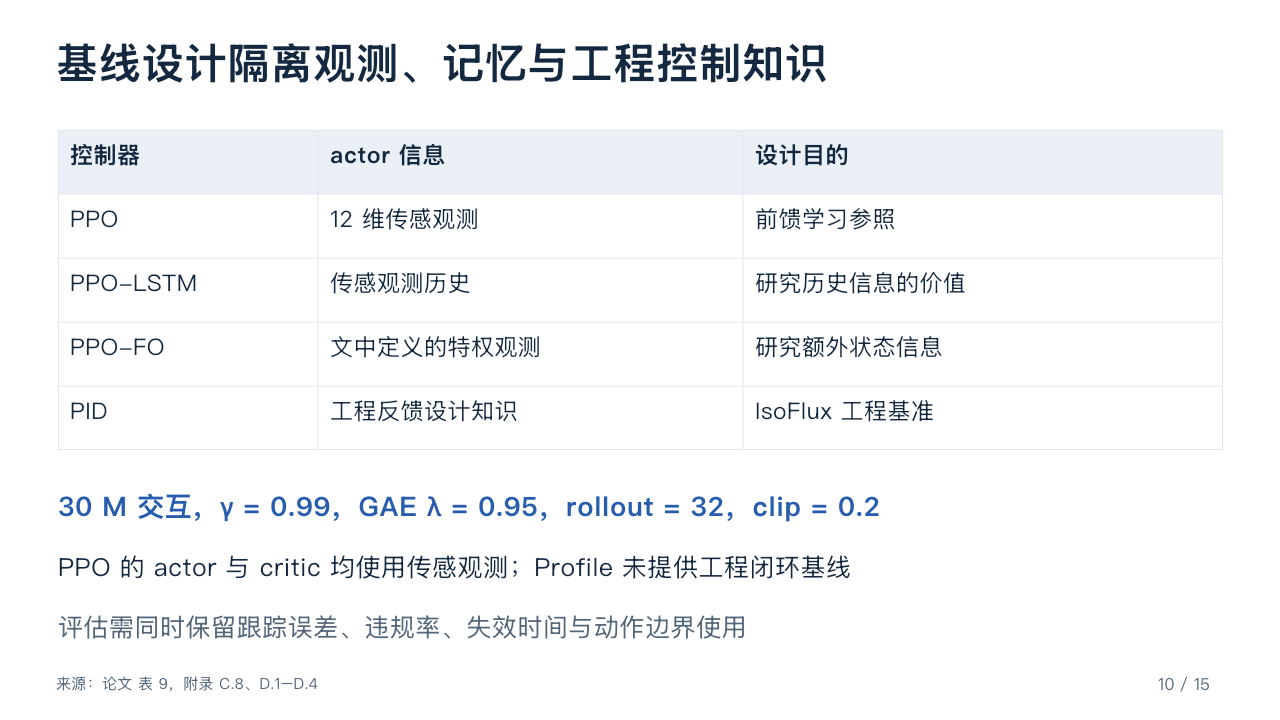 基线设计隔离观测、记忆与工程控制知识
控制器 actor 信息 设计目的
PPO 12 维传感观测 前馈学习参照
PPO–LSTM 传感观测历史 研究历史信息的价值
PPO–FO 文中定义的特权观测 研究额外状态信息
PID 工程反馈设计知识 IsoFlux 工程基准
30 M 交互，γ = 0.99，GAE λ = 0.95，rollout = 32，clip = 0.2
PPO 的 actor 与 critic 均使用传感观测；Profile 未提供工程闭环基线
评估需同时保留跟踪误差、违规率、失效时间与动作边界使用
来源：论文 表 9，附录 C.8、D.1—D.4
10 / 15